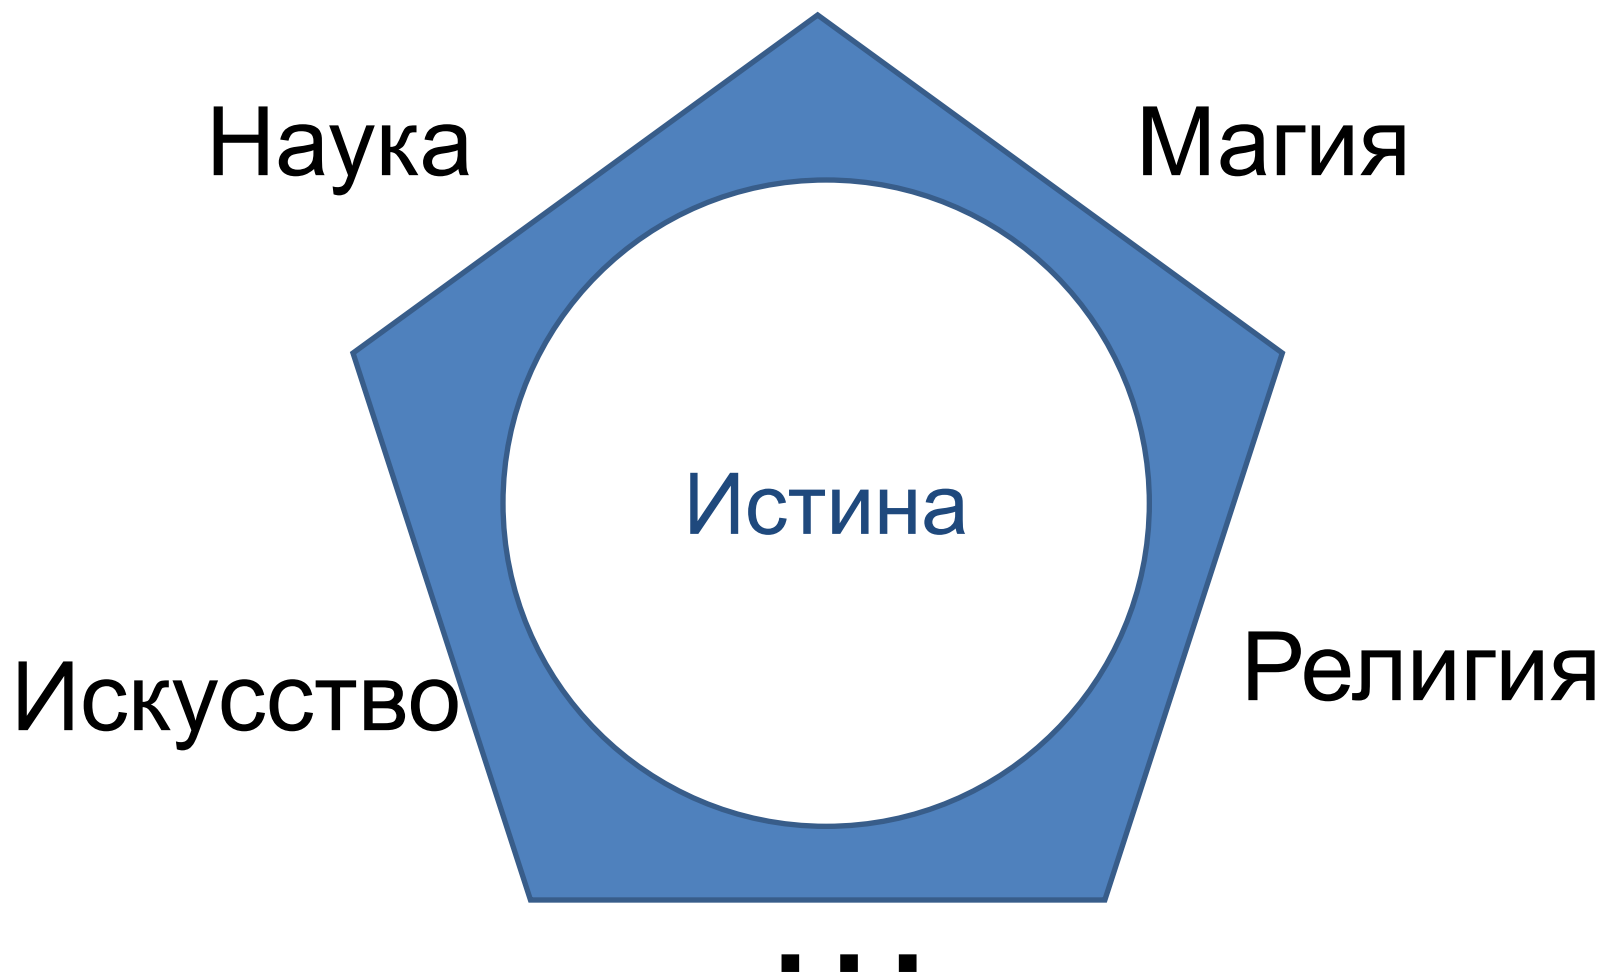 Наука
Магия
Истина
Искусство
Религия
...